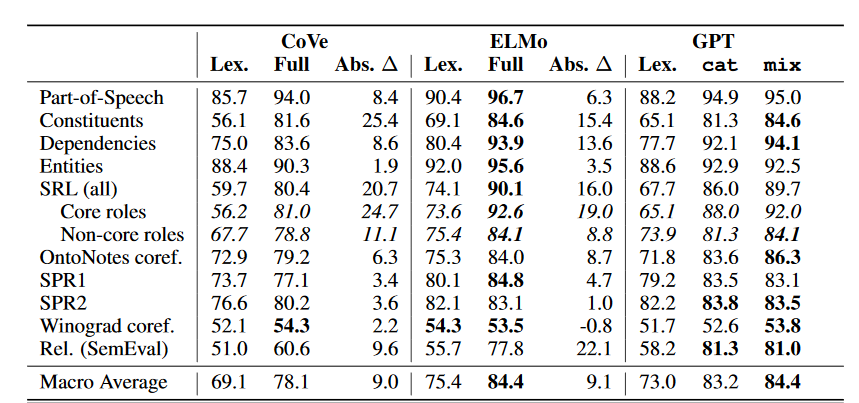 CoVe ELMo GPT
Lex. Full Abs. Δ Lex. Full Abs. Δ Lex. cat mix
Part-of-Speech 85.7 94.0 8.4 90.4 96.7 6.3 88.2 94.9 95.0
Constituents 56.1 81.6 25.4 69.1 84.6 15.4 65.1 81.3 84.6
Dependencies 75.0 83.6 8.6 80.4 93.9 13.6 77.7 92.1 94.1
Entities 88.4 90.3 1.9 92.0 95.6 3.5 88.6 92.9 92.5
SRL (all) 59.7 80.4 20.7 74.1 90.1 16.0 67.7 86.0 89.7
Core roles 56.2 81.0 24.7 73.6 92.6 19.0 65.1 88.0 92.0
Non-core roles 67.7 78.8 11.1 75.4 84.1 8.8 73.9 81.3 84.1
OntoNotes coref. 72.9 79.2 6.3 75.3 84.0 8.7 71.8 83.6 86.3
SPR1 73.7 77.1 3.4 80.1 84.8 4.7 79.2 83.5 83.1
SPR2 76.6 80.2 3.6 82.1 83.1 1.0 82.2 83.8 83.5
Winograd coref. 52.1 54.3 2.2 54.3 53.5 -0.8 51.7 52.6 53.8
Rel. (SemEval) 51.0 60.6 9.6 55.7 77.8 22.1 58.2 81.3 81.0
Macro Average 69.1 78.1 9.0 75.4 84.4 9.1 73.0 83.2 84.4